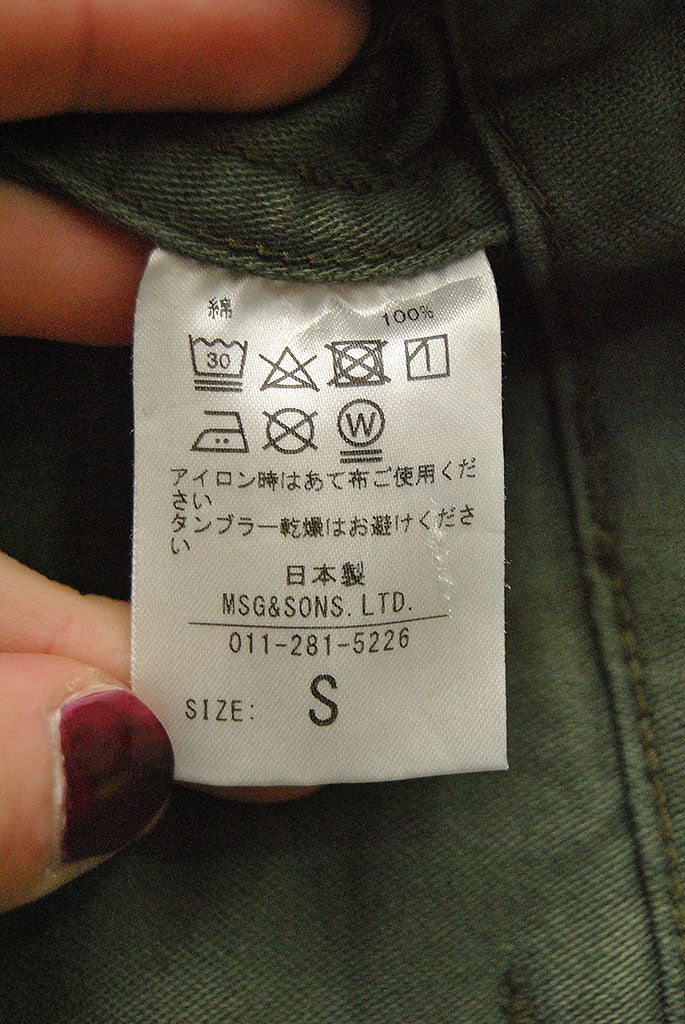 綿 100%
30
W
アイロン時はあて布ご使用くだ
さい
タンブラー乾燥はお避けくださ
い
日本製
MSG&SONS.LTD.
011-281-5226
SIZE: S